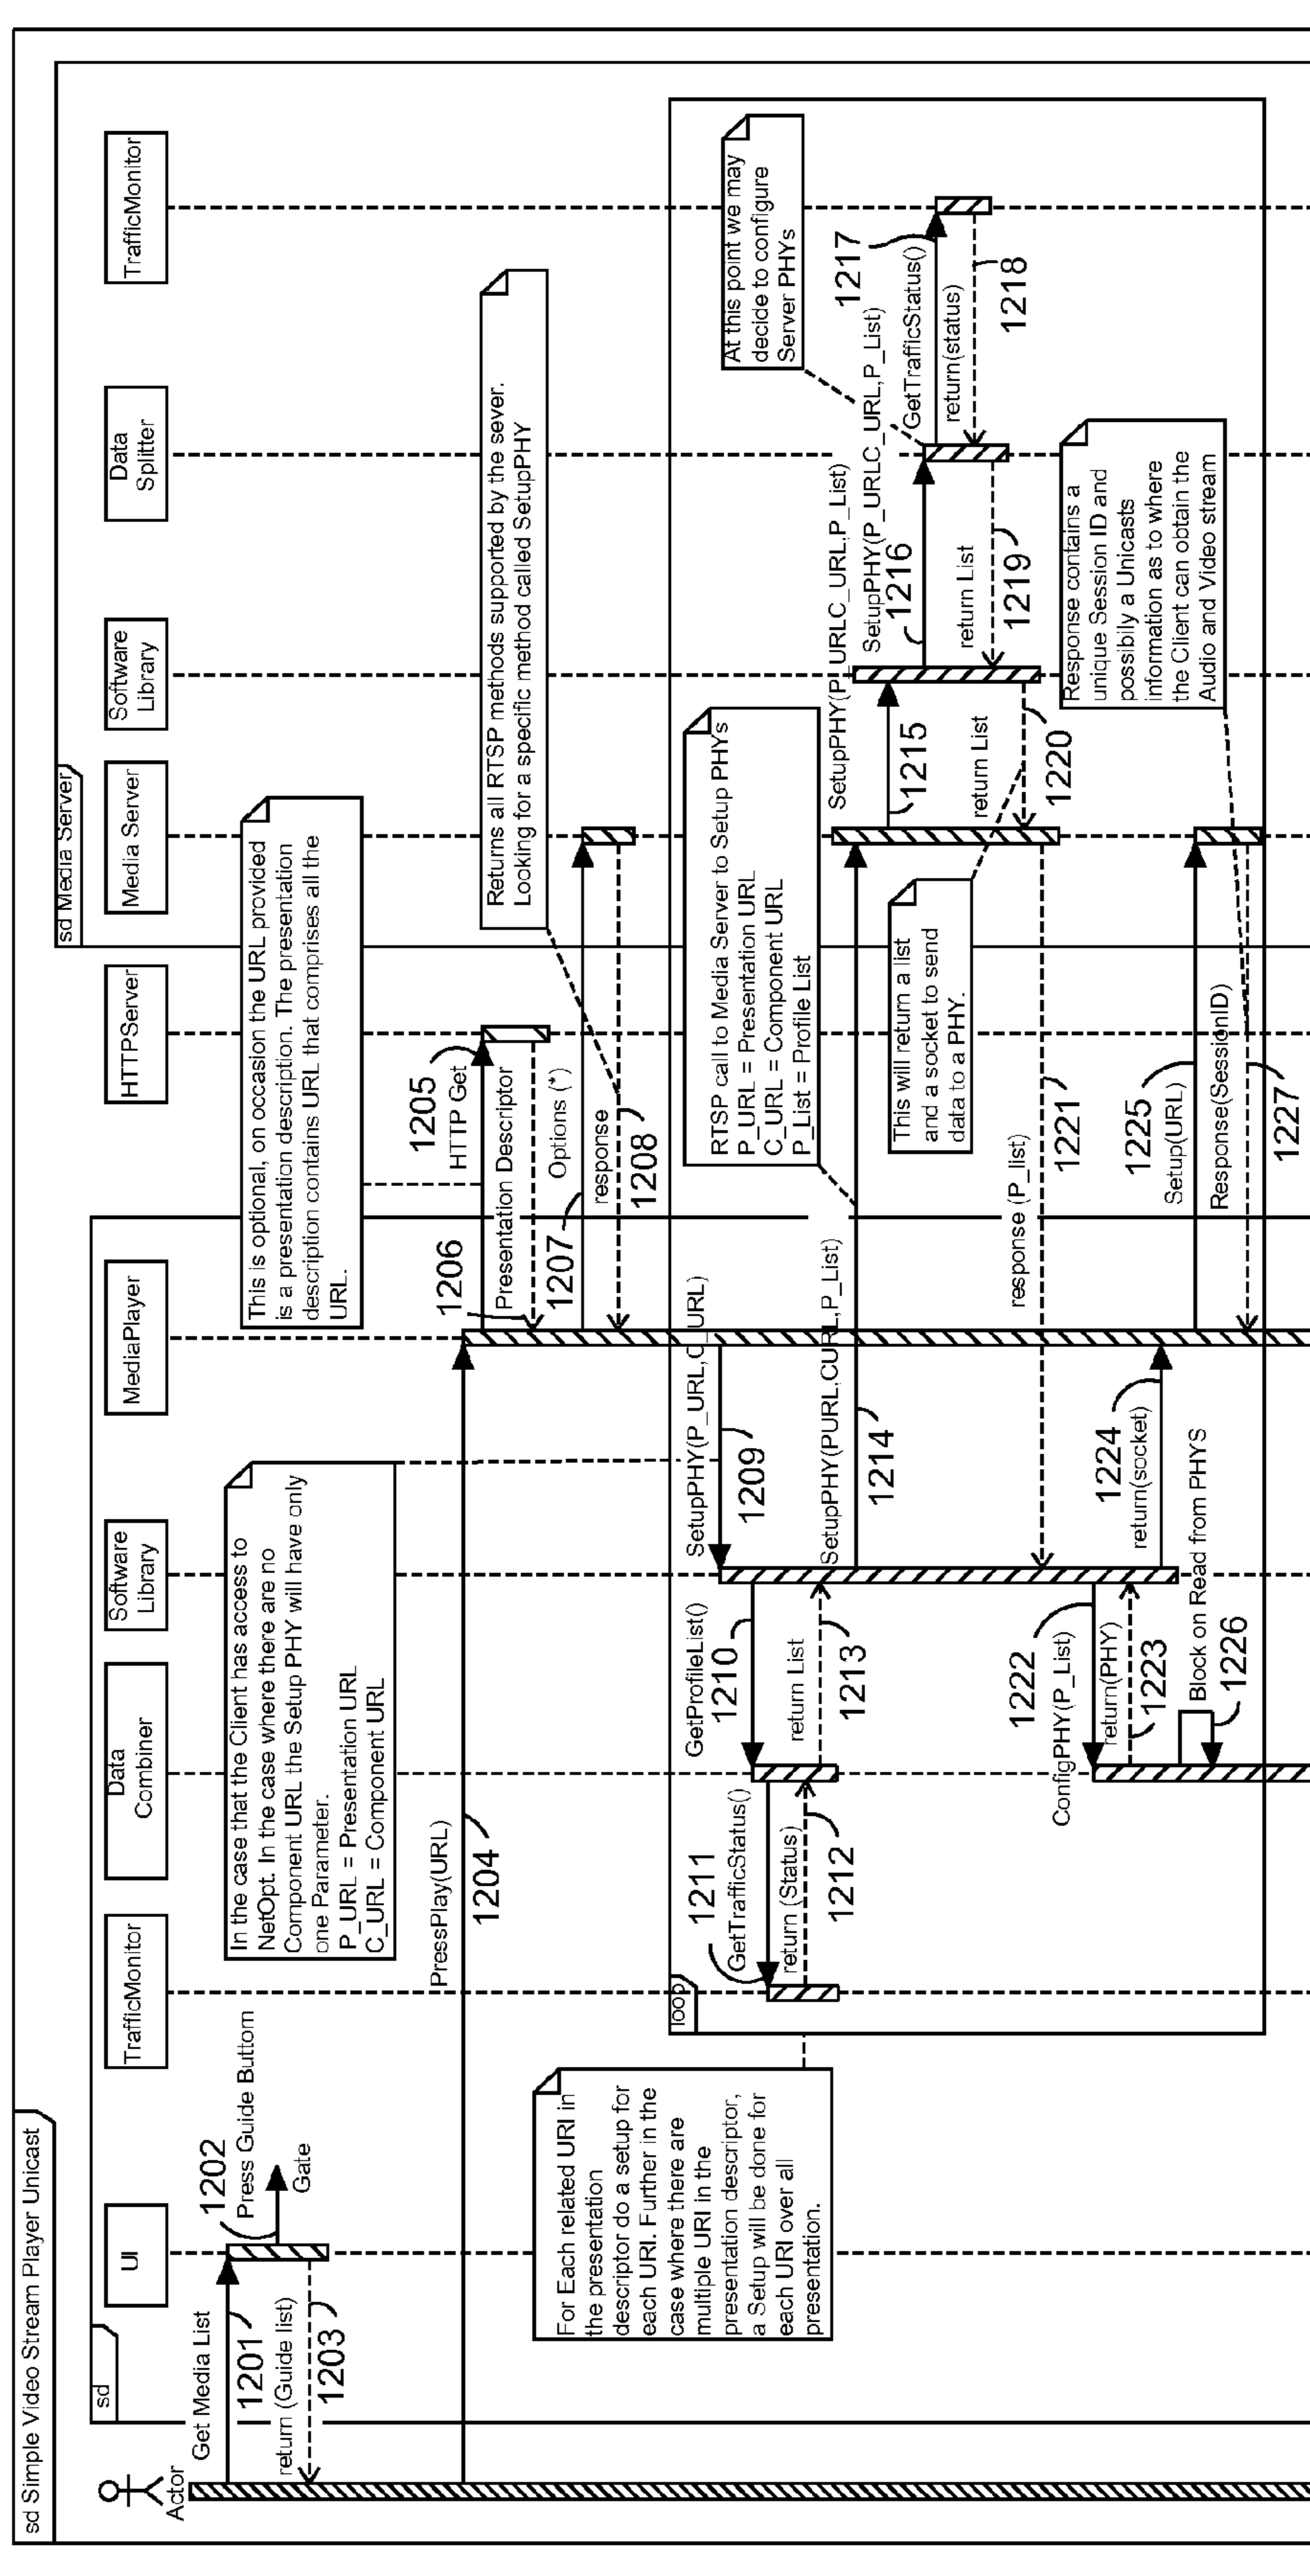 sd Simple Video Stream Player Unicast
sd
sd Media Server
Actor
UI
TrafficMonitor
Data
Combiner
Software
Library
MediaPlayer
HTTPServer
Media Server
Software
Library
Data
Splitter
TrafficMonitor
Get Media List
1201
1202
Press Guide Buttom
Gate
return (Guide list)
1203
In the case that the Client has access to
NetOpt. In the case where there are no
Component URL the Setup PHY will have only
one Parameter.
P_URL = Presentation URL
C_URL = Component URL
This is optional, on occasion the URL provided
is a presentation description. The presentation
description contains URL that comprises all the
URL.
PressPlay(URL)
1204
1205
HTTP Get
1206
Presentation Descriptor
1207
Options (*)
response
1208
Returns all RTSP methods supported by the sever.
Looking for a specific method called SetupPHY
For Each related URI in
the presentation
descriptor do a setup for
each URI. Further in the
case where there are
multiple URI in the
presentation descriptor,
a Setup will be done for
each URI over all
presentation.
loop
SetupPHY(P_URL,C_URL)
1209
GetProfileList()
1210
1211
GetTrafficStatus()
return (Status)
1212
return List
1213
SetupPHY(PURL,CURL,P_List)
1214
RTSP call to Media Server to Setup PHYs
P_URL = Presentation URL
C_URL = Component URL
P_List = Profile List
SetupPHY(P_URLC_URL,P_List)
1215
SetupPHY(P_URLC_URL,P_List)
1216
At this point we may
decide to configure
Server PHYs
1217
GetTrafficStatus()
return(status)
1218
return List
1219
return List
1220
This will return a list
and a socket to send
data to a PHY.
response (P_list)
1221
1222
ConfigPHY(P_List)
return(PHY)
1223
1224
return(socket)
1225
Setup(URL)
Block on Read from PHYS
1226
Response(SessionID)
1227
Response contains a
unique Session ID and
possibily a Unicasts
information as to where
the Client can obtain the
Audio and Video stream